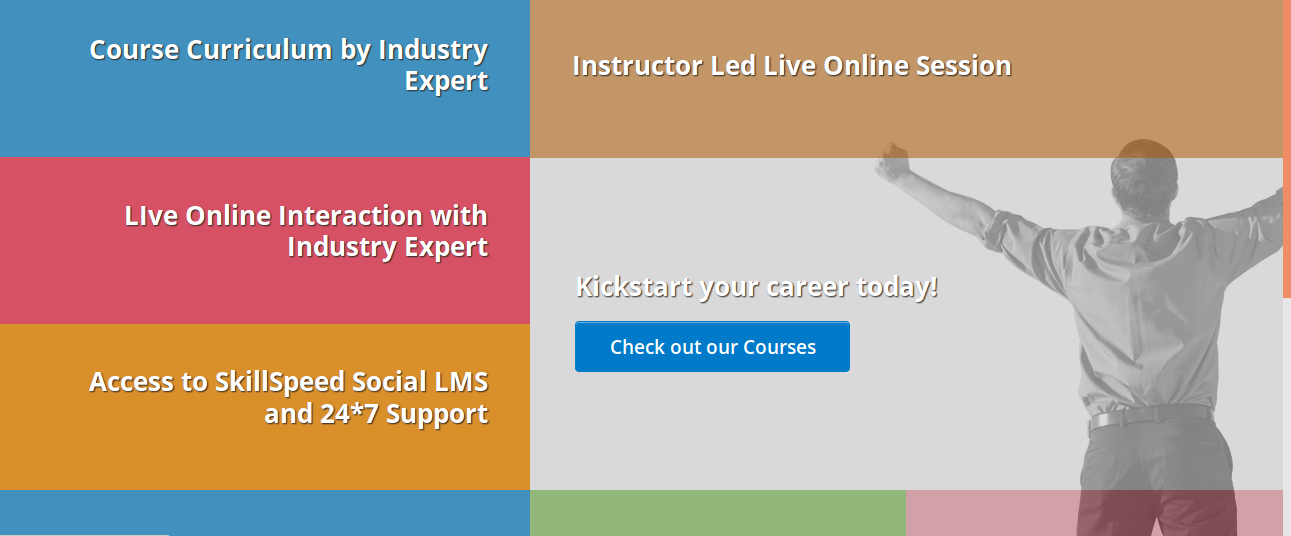 Course Curriculum by Industry
Expert
Instructor Led Live Online Session
LIve Online Interaction with
Industry Expert
Kickstart your career today!
Check out our Courses
Access to SkillSpeed Social LMS
and 24*7 Support